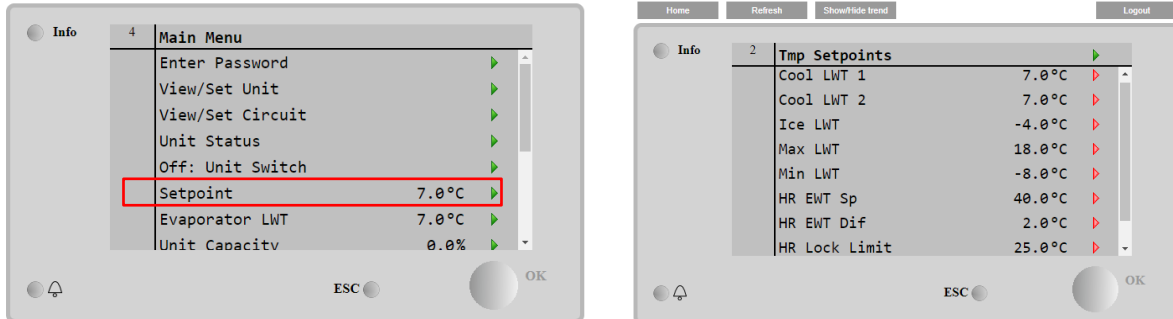 Info
4 Main Menu
Enter Password
View/Set Unit
View/Set Circuit
Unit Status
Off: Unit Switch
Setpoint 7.0°C
Evaporator LWT 7.0°C
Unit Capacity 0.0%
ESC
OK
Home Refresh Show/Hide trend Logout
Info
2 Tmp Setpoints
Cool LWT 1 7.0°C
Cool LWT 2 7.0°C
Ice LWT -4.0°C
Max LWT 18.0°C
Min LWT -8.0°C
HR EWT Sp 40.0°C
HR EWT Dif 2.0°C
HR Lock Limit 25.0°C
ESC
OK